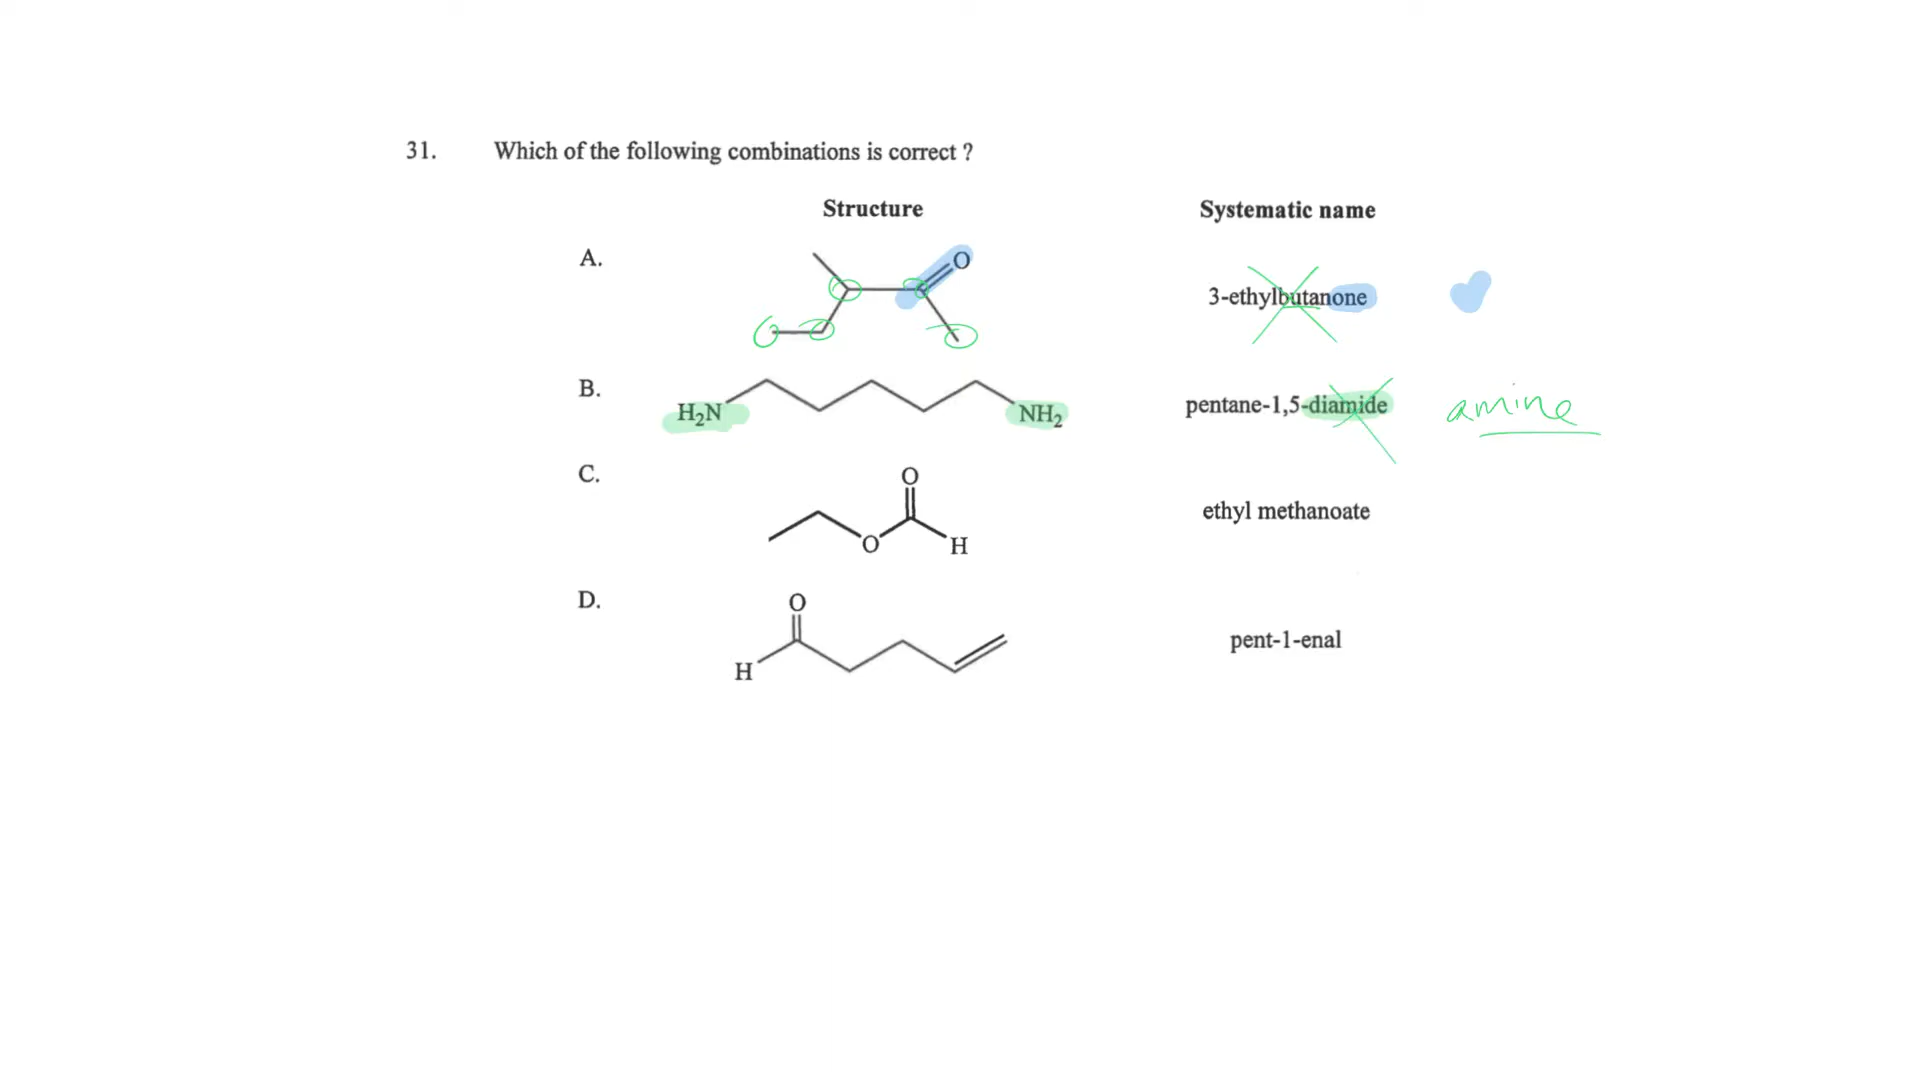 31. Which of the following combinations is correct ?
Structure Systematic name
A. O 3-ethylbutanone
B. H₂N NH₂ pentane-1,5-diamide amine
C. O O H ethyl methanoate
D. O H pent-1-enal